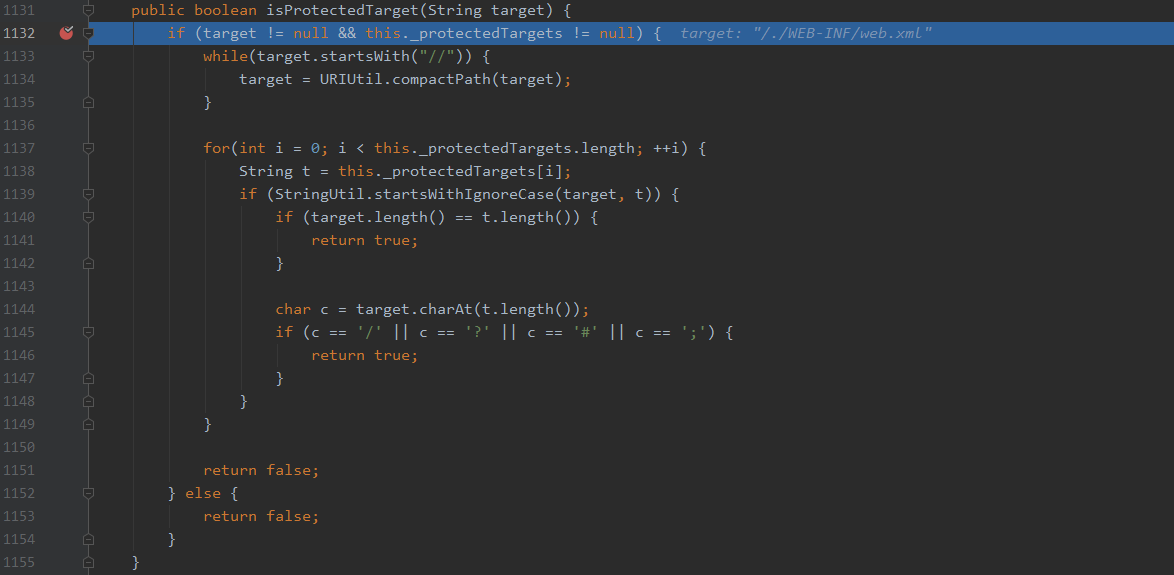 1131 public boolean isProtectedTarget(String target) {
1132 if (target != null && this._protectedTargets != null) { target: "/./WEB-INF/web.xml"
1133 while(target.startsWith("//")) {
1134 target = URIUtil.compactPath(target);
1135 }
1136
1137 for(int i = 0; i < this._protectedTargets.length; ++i) {
1138 String t = this._protectedTargets[i];
1139 if (StringUtil.startsWithIgnoreCase(target, t)) {
1140 if (target.length() == t.length()) {
1141 return true;
1142 }
1143
1144 char c = target.charAt(t.length());
1145 if (c == '/' || c == '?' || c == '#' || c == ';') {
1146 return true;
1147 }
1148 }
1149 }
1150
1151 return false;
1152 } else {
1153 return false;
1154 }
1155 }